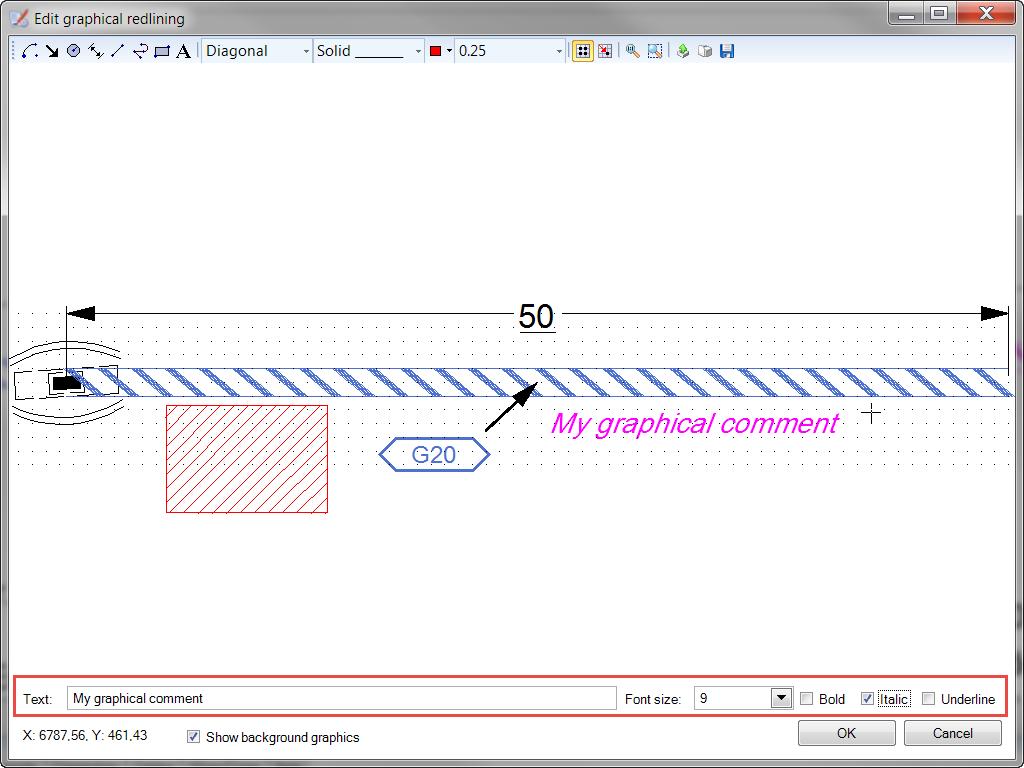 Edit graphical redlining
A Diagonal Solid 0.25
50
My graphical comment
G20
Text: My graphical comment Font size: 9 Bold Italic Underline
X: 6787,56, Y: 461,43 Show background graphics OK Cancel